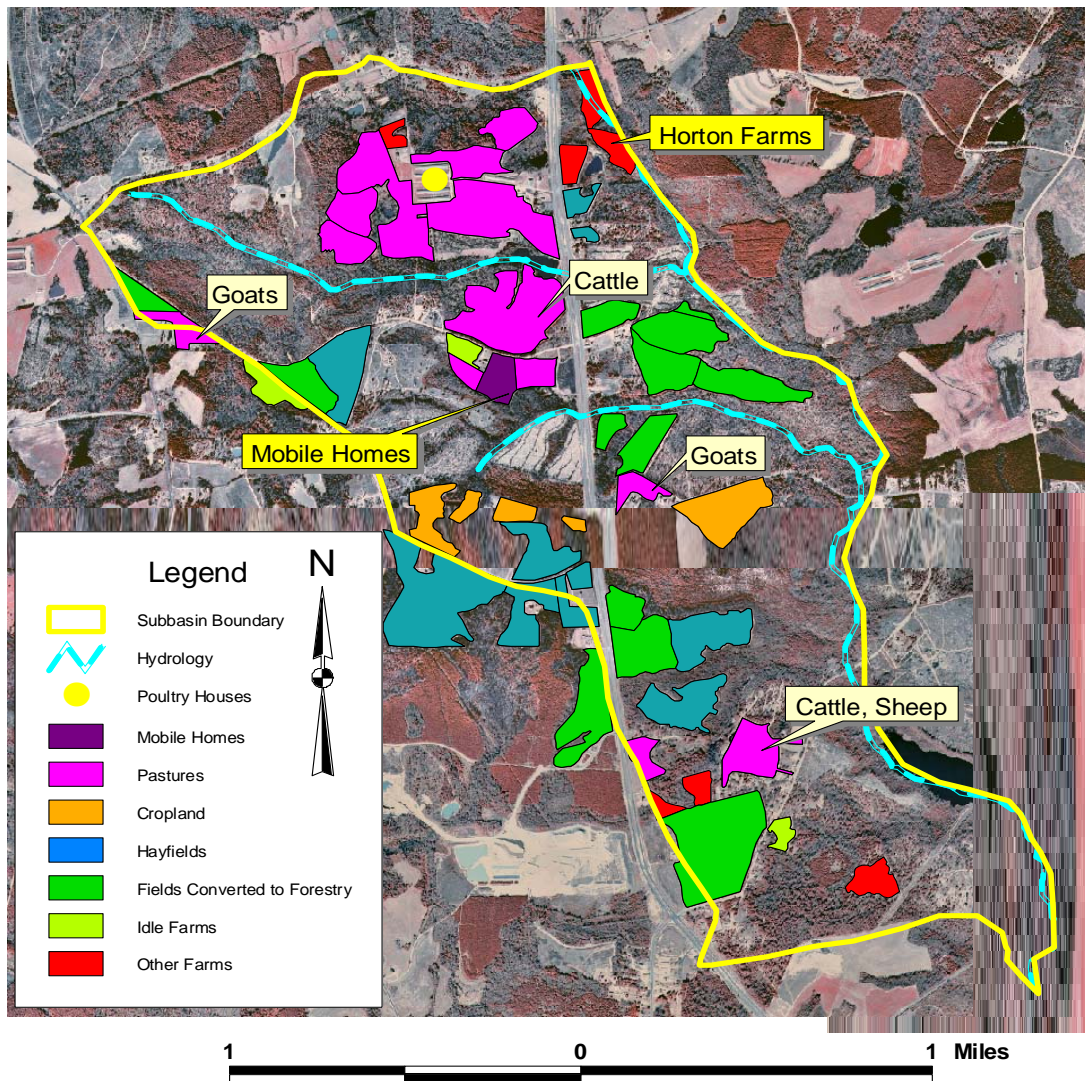 Horton Farms
Cattle
Goats
Mobile Homes
Goats
Cattle, Sheep
Legend
N
Subbasin Boundary
Hydrology
Poultry Houses
Mobile Homes
Pastures
Cropland
Hayfields
Fields Converted to Forestry
Idle Farms
Other Farms
1 0 1 Miles